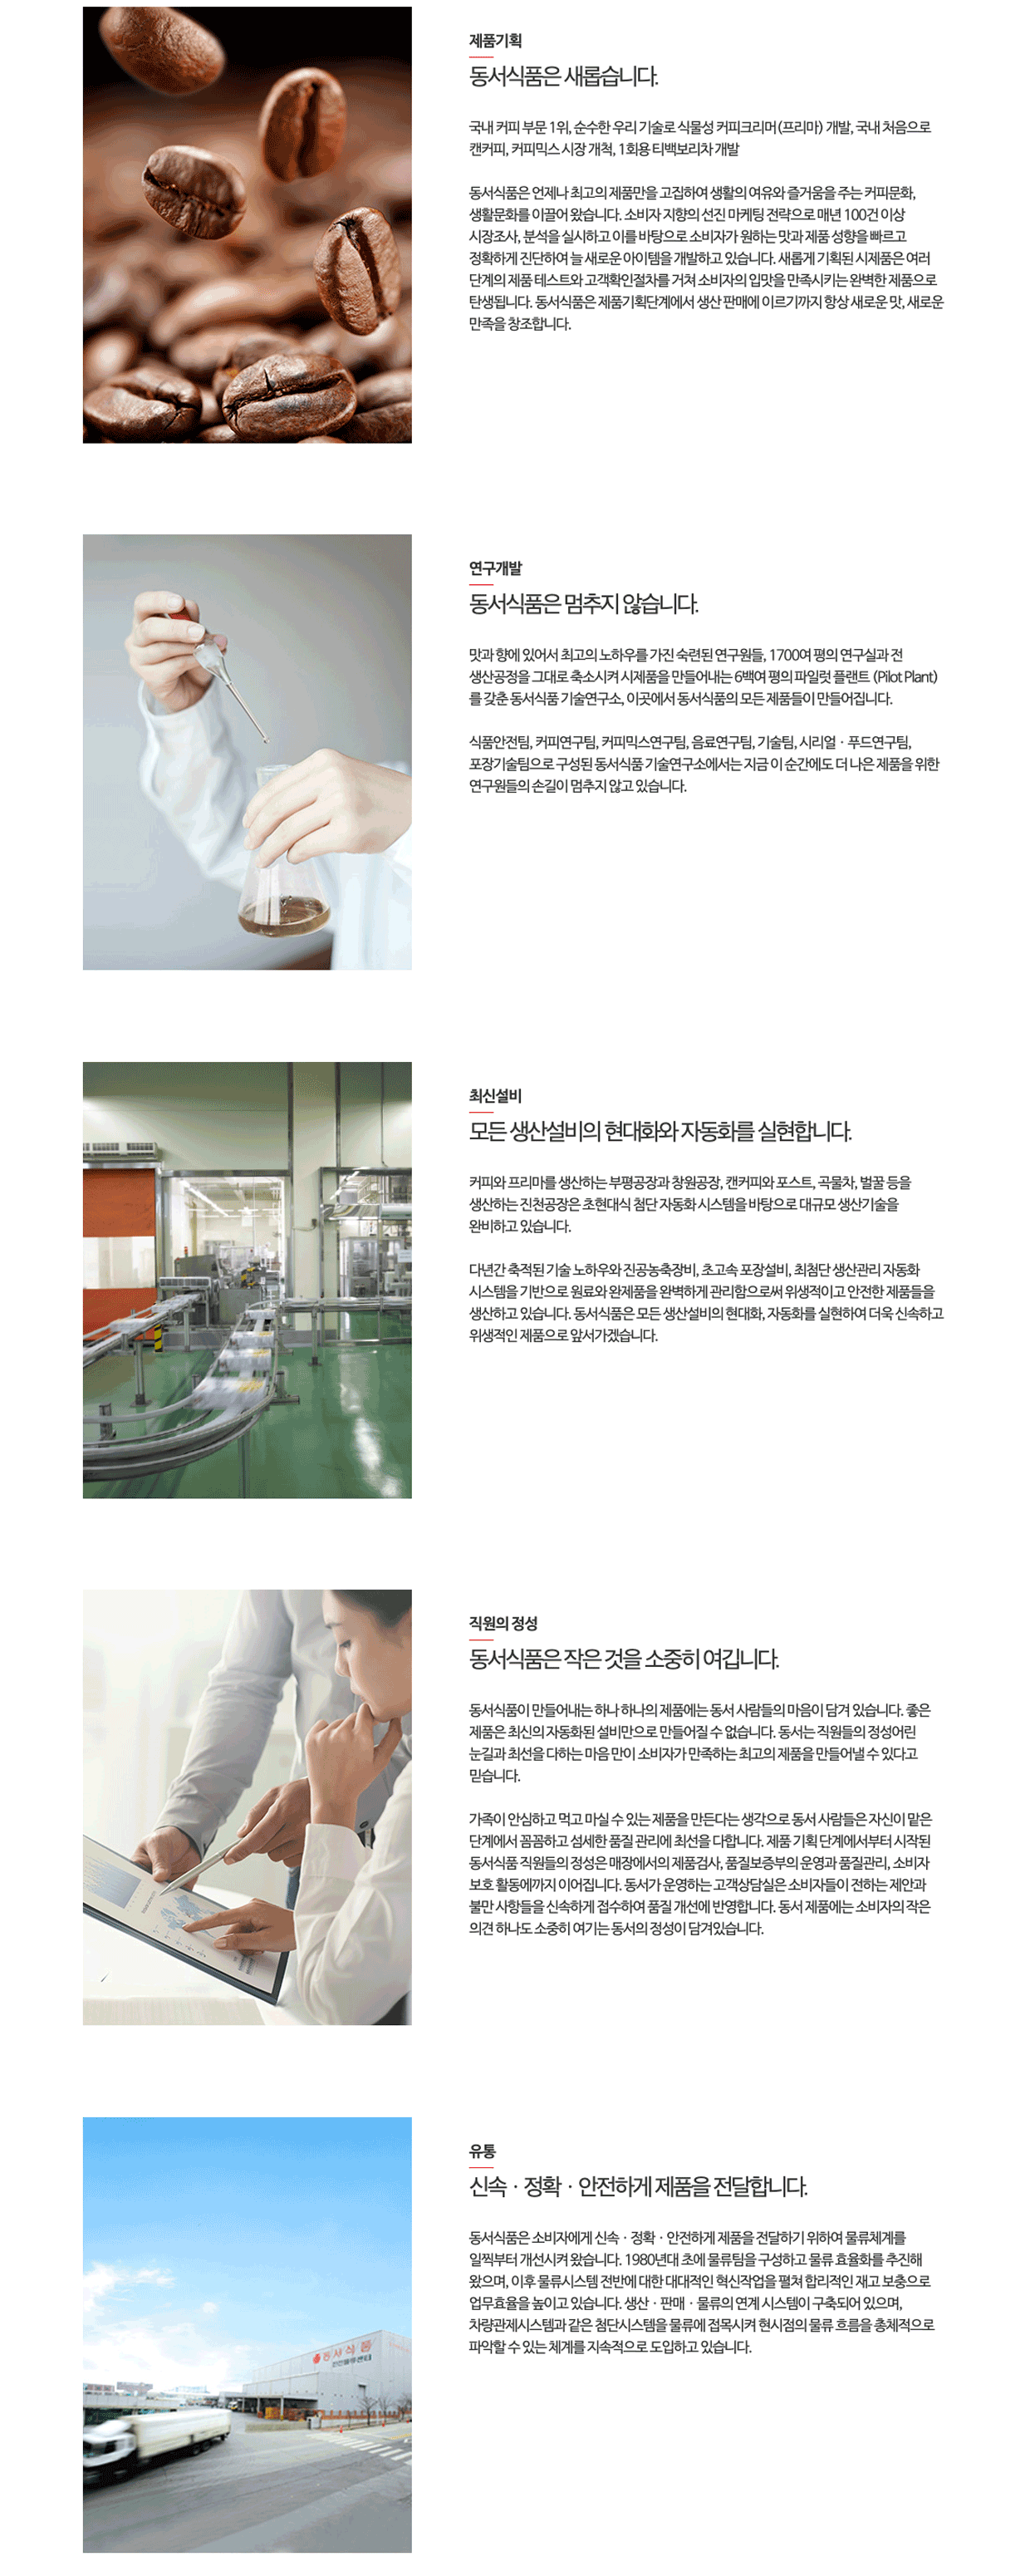 제품기획
동서식품은 새롭습니다.
국내 커피 부문 1위, 순수한 우리 기술로 식물성 커피크리머(프리마) 개발, 국내 처음으로
캔커피, 커피믹스 시장 개척, 1회용 티백보리차 개발
동서식품은 언제나 최고의 제품만을 고집하여 생활의 여유와 즐거움을 주는 커피문화,
생활문화를 이끌어 왔습니다. 소비자 지향의 선진 마케팅 전략으로 매년 100건 이상
시장조사, 분석을 실시하고 이를 바탕으로 소비자가 원하는 맛과 제품 성향을 빠르고
정확하게 진단하여 늘 새로운 아이템을 개발하고 있습니다. 새롭게 기획된 시제품은 여러
단계의 제품 테스트와 고객확인절차를 거쳐 소비자의 입맛을 만족시키는 완벽한 제품으로
탄생됩니다. 동서식품은 제품기획단계에서 생산 판매에 이르기까지 항상 새로운 맛, 새로운
만족을 창조합니다.
연구개발
동서식품은 멈추지 않습니다.
맛과 향에 있어서 최고의 노하우를 가진 숙련된 연구원들, 1700여 평의 연구실과 전
생산공정을 그대로 축소시켜 시제품을 만들어내는 6백여 평의 파일럿 플랜트 (Pilot Plant)
를 갖춘 동서식품 기술연구소, 이곳에서 동서식품의 모든 제품들이 만들어집니다.
식품안전팀, 커피연구팀, 커피믹스연구팀, 음료연구팀, 기술팀, 시리얼 · 푸드연구팀,
포장기술팀으로 구성된 동서식품 기술연구소에서는 지금 이 순간에도 더 나은 제품을 위한
연구원들의 손길이 멈추지 않고 있습니다.
최신설비
모든 생산설비의 현대화와 자동화를 실현합니다.
커피와 프리마를 생산하는 부평공장과 창원공장, 캔커피와 포스트, 곡물차, 벌꿀 등을
생산하는 진천공장은 초현대식 첨단 자동화 시스템을 바탕으로 대규모 생산기술을
완비하고 있습니다.
다년간 축적된 기술 노하우와 진공농축장비, 초고속 포장설비, 최첨단 생산관리 자동화
시스템을 기반으로 원료와 완제품을 완벽하게 관리함으로써 위생적이고 안전한 제품들을
생산하고 있습니다. 동서식품은 모든 생산설비의 현대화, 자동화를 실현하여 더욱 신속하고
위생적인 제품으로 앞서가겠습니다.
직원의 정성
동서식품은 작은 것을 소중히 여깁니다.
동서식품이 만들어내는 하나 하나의 제품에는 동서 사람들의 마음이 담겨 있습니다. 좋은
제품은 최신의 자동화된 설비만으로 만들어질 수 없습니다. 동서는 직원들의 정성어린
눈길과 최선을 다하는 마음 만이 소비자가 만족하는 최고의 제품을 만들어낼 수 있다고
믿습니다.
가족이 안심하고 먹고 마실 수 있는 제품을 만든다는 생각으로 동서 사람들은 자신이 맡은
단계에서 꼼꼼하고 섬세한 품질 관리에 최선을 다합니다. 제품 기획 단계에서부터 시작된
동서식품 직원들의 정성은 매장에서의 제품검사, 품질보증부의 운영과 품질관리, 소비자
보호 활동에까지 이어집니다. 동서가 운영하는 고객상담실은 소비자들이 전하는 제안과
불만 사항들을 신속하게 접수하여 품질 개선에 반영합니다. 동서 제품에는 소비자의 작은
의견 하나도 소중히 여기는 동서의 정성이 담겨있습니다.
유통
신속 · 정확 · 안전하게 제품을 전달합니다.
동서식품은 소비자에게 신속 · 정확 · 안전하게 제품을 전달하기 위하여 물류체계를
일찍부터 개선시켜 왔습니다. 1980년대 초에 물류팀을 구성하고 물류 효율화를 추진해
왔으며, 이후 물류시스템 전반에 대한 대대적인 혁신작업을 펼쳐 합리적인 재고 보충으로
업무효율을 높이고 있습니다. 생산 · 판매 · 물류의 연계 시스템이 구축되어 있으며,
차량관제시스템과 같은 첨단시스템을 물류에 접목시켜 현시점의 물류 흐름을 총체적으로
파악할 수 있는 체계를 지속적으로 도입하고 있습니다.
동서식품